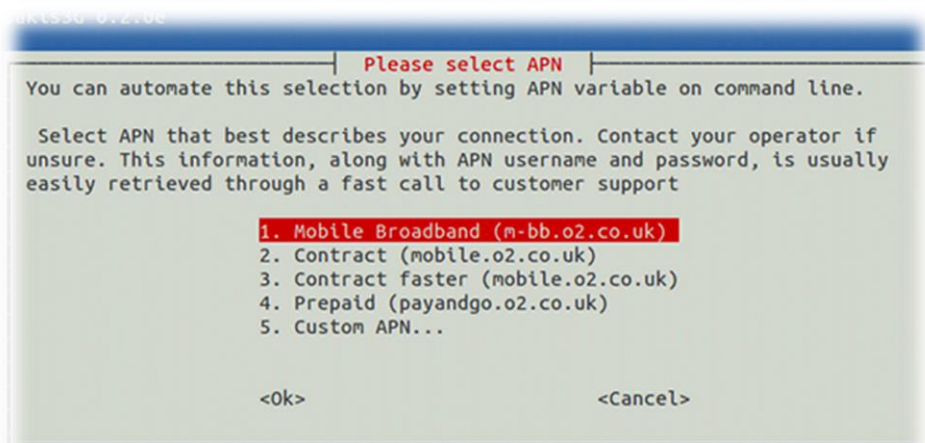 Please select APN
You can automate this selection by setting APN variable on command line.
Select APN that best describes your connection. Contact your operator if
unsure. This information, along with APN username and password, is usually
easily retrieved through a fast call to customer support
1. Mobile Broadband (m-bb.o2.co.uk)
2. Contract (mobile.o2.co.uk)
3. Contract faster (mobile.o2.co.uk)
4. Prepaid (payandgo.o2.co.uk)
5. Custom APN...
<Ok> <Cancel>